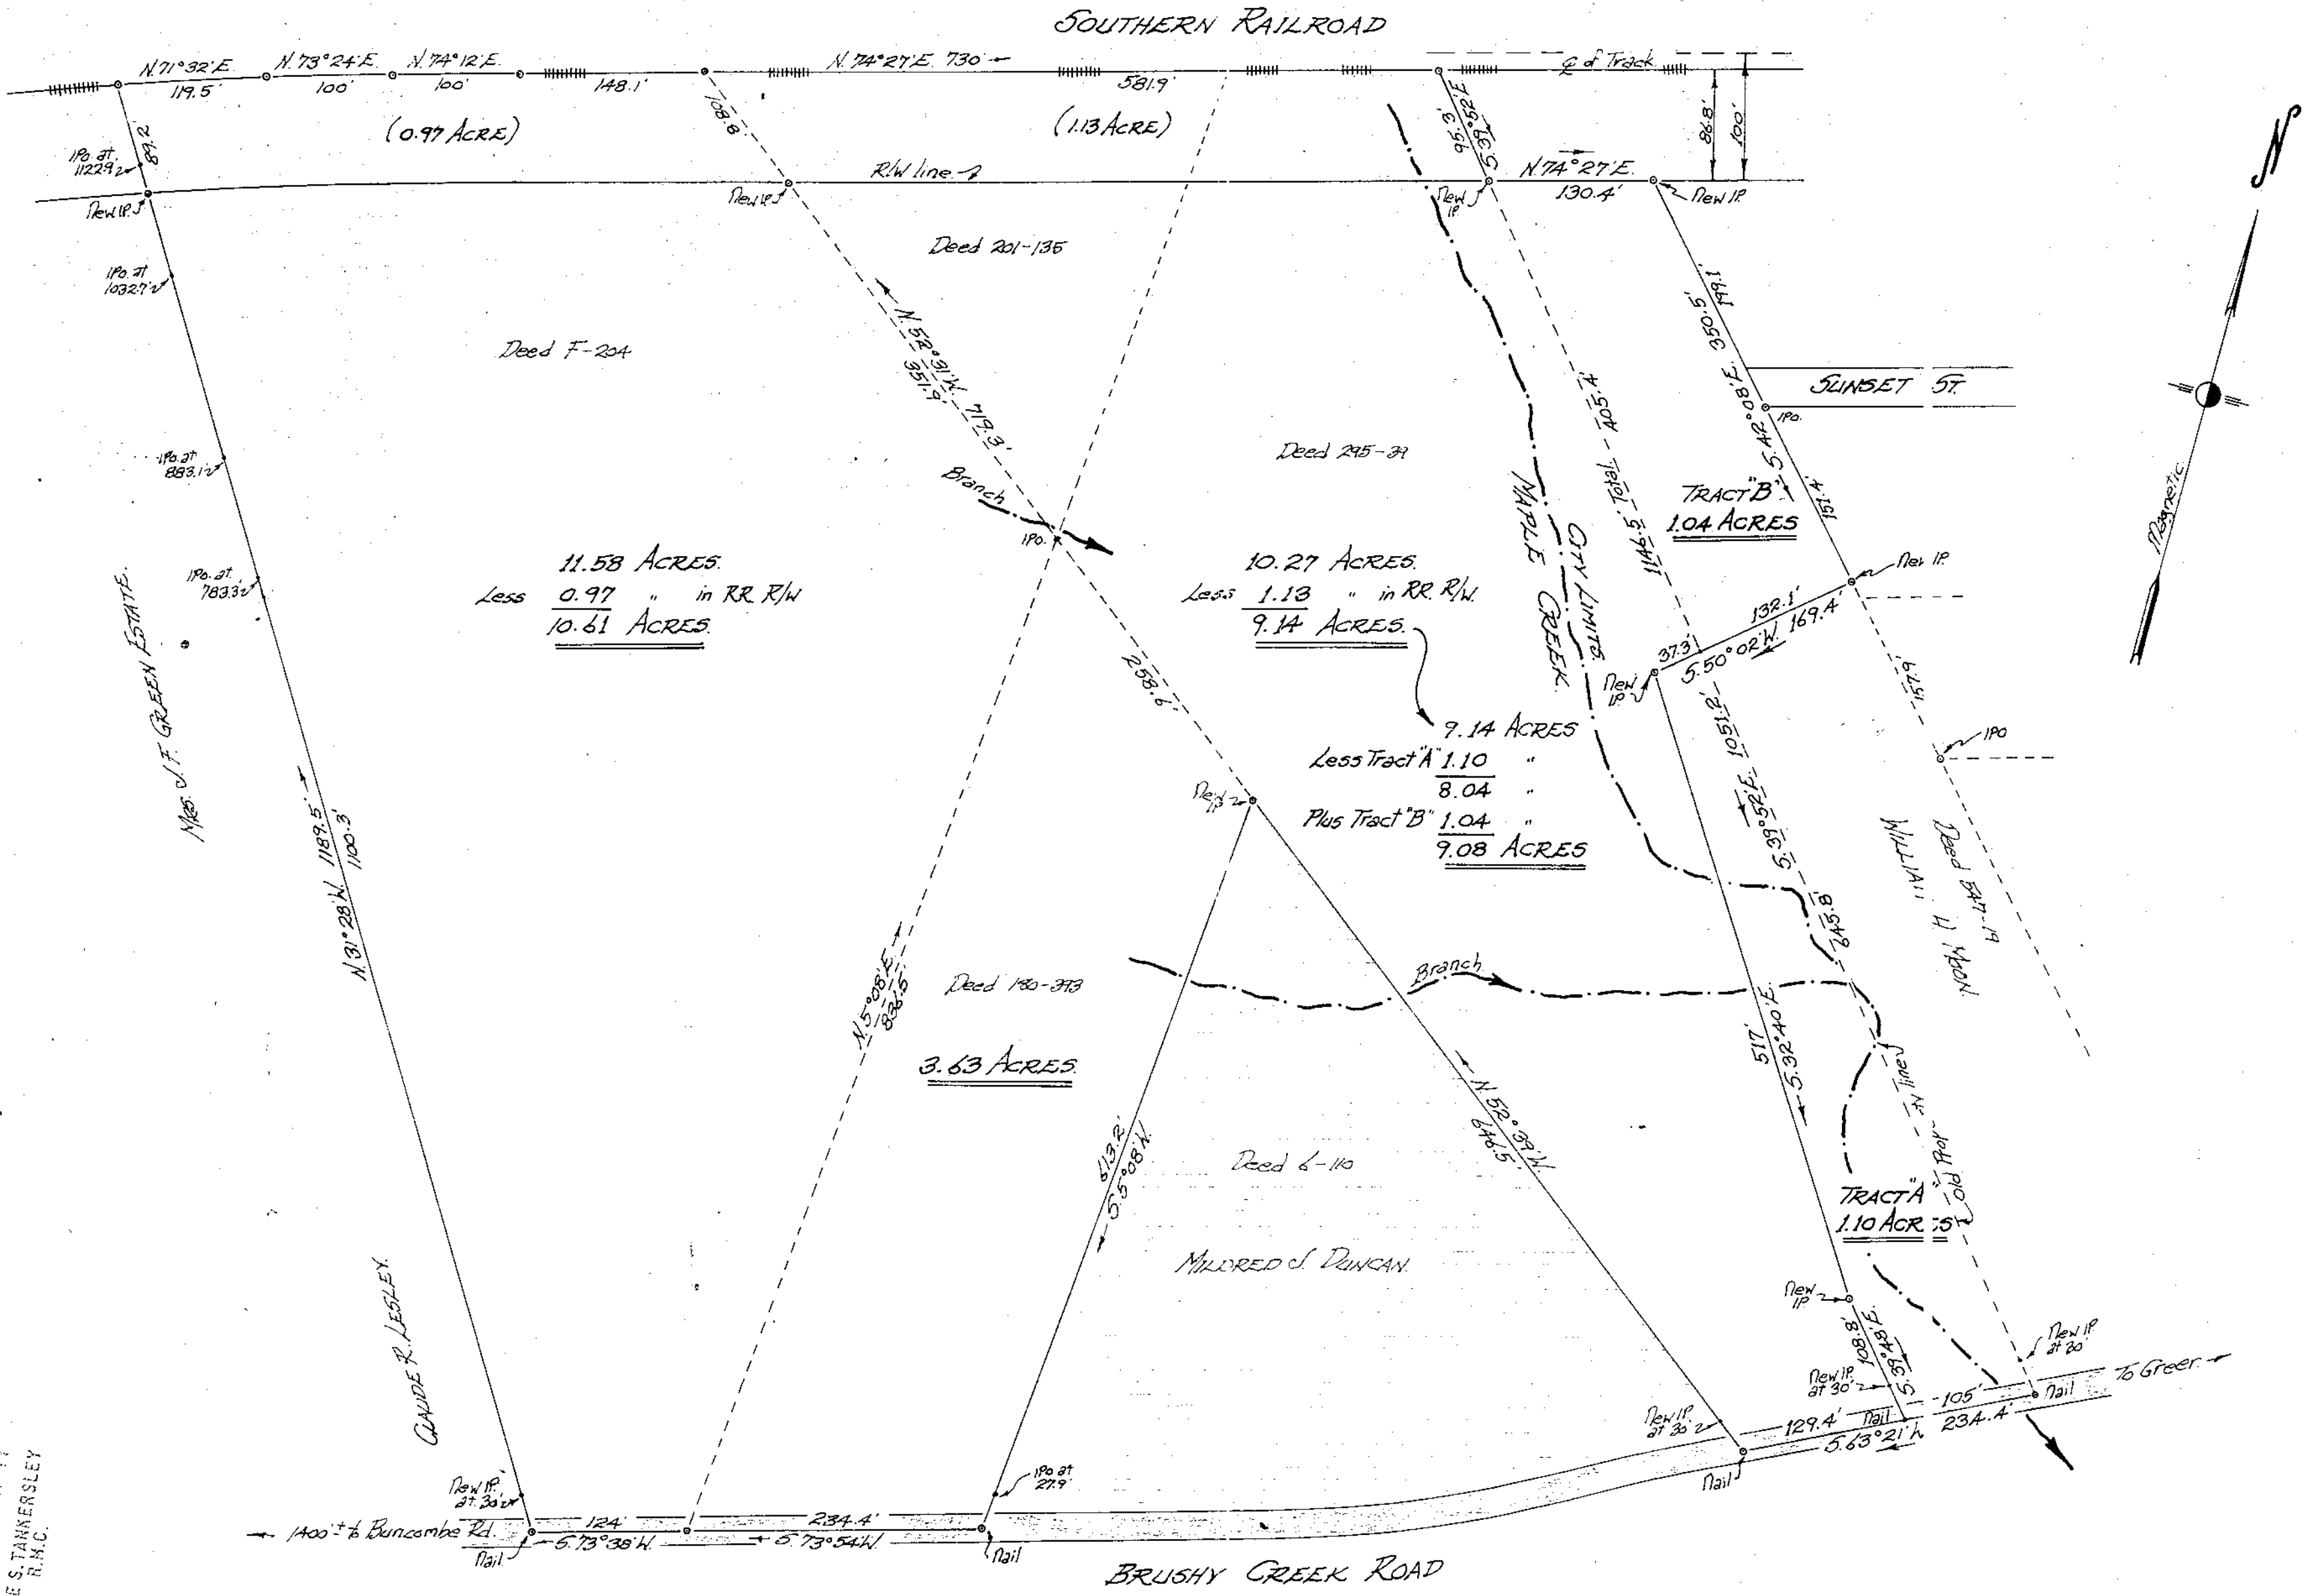 SOUTHERN RAILROAD
N.71°32'E.
119.5'
N.73°24'E.
100'
N.74°12'E.
100'
148.1'
N.74°27'E. 730'
581.9'
℄ of Track
(0.97 ACRE)
(1.13 ACRE)
89.2'
108.8'
95.3'
S.39°52'E.
86.8'
100'
IPo. at
1122.9'
New IP.
New IP.
R/W line
New
IP.
N.74°27'E.
130.4'
New IP.
N
Magnetic
IPo. at
1032.7'
Deed 201-135
Deed F-204
N.52°31'W. 719.3'
351.9'
199.1'
S.42°08'E. 350.5'
SUNSET ST.
IPo.
151.4'
IPo. at
883.1'
Branch
Deed 295-39
1146.5' Total - 405.4'
TRACT "B"
1.04 ACRES
IPo.
IPo. at
783.3'
11.58 ACRES.
Less 0.97 " in RR. R/W
10.61 ACRES.
10.27 ACRES.
Less 1.13 " in RR. R/W.
9.14 ACRES.
MAPLE CREEK.
CITY LIMITS.
New IP.
132.1'
37.3'
S.50°02'W. 169.4'
New
IP.
157.9'
IPO
MRS. J.F. GREEN ESTATE.
258.6'
9.14 ACRES
Less Tract "A" 1.10 "
8.04 "
Plus Tract "B" 1.04 "
9.08 ACRES
New
IP.
S.39°52'E. 1051.2'
645.8'
WILLIAM H. NOON.
N.31°28'W. 1189.5'
1100.3'
N.5°08'E.
836.5'
Deed 180-393
3.63 ACRES.
Branch
517'
S.32°40'E.
613.2'
S.5°08'W.
N.52°39'W.
646.5'
Deed 6-110
MILDRED J. DUNCAN.
TRACT "A"
1.10 ACR ES
CLAUDE R. LESLEY.
New
IP.
108.8'
S.39°48'E.
New IP.
at 30'
New IP.
at 30'
To Greer.
New IP.
at 30'
129.4'
Nail
105'
Nail
S.63°21'W.
234.4'
Nail
New IP.
at 30'
IPo at
27.9'
1400'± to Buncombe Rd.
124'
S.73°38'W.
234.4'
S.73°54'W.
Nail
Nail
BRUSHY CREEK ROAD
S. TANKERSLEY
R.M.C.